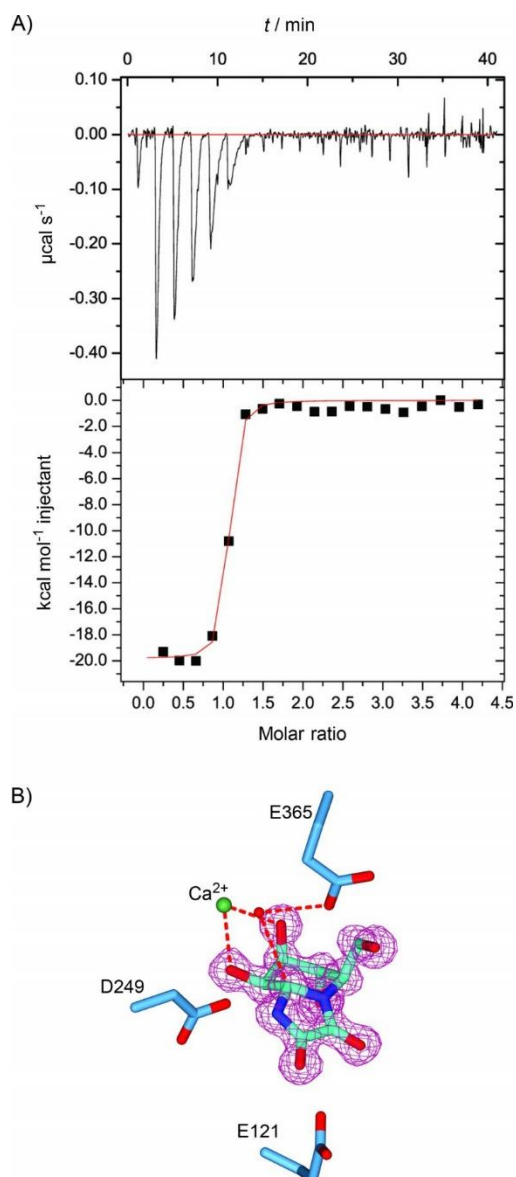 A)
t / min
0 10 20 30 40
0.10
0.00
-0.10
-0.20
-0.30
-0.40
µcal s⁻¹
0.0
-2.0
-4.0
-6.0
-8.0
-10.0
-12.0
-14.0
-16.0
-18.0
-20.0
kcal mol⁻¹ injectant
0.0 0.5 1.0 1.5 2.0 2.5 3.0 3.5 4.0 4.5
Molar ratio
B)
E365
Ca²⁺
D249
E121